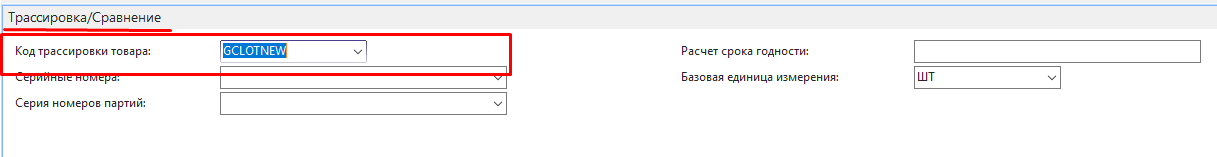 Трассировка/Сравнение
Код трассировки товара: GCLOTNEW Расчет срока годности:
Серийные номера: Базовая единица измерения: ШТ
Серия номеров партий: